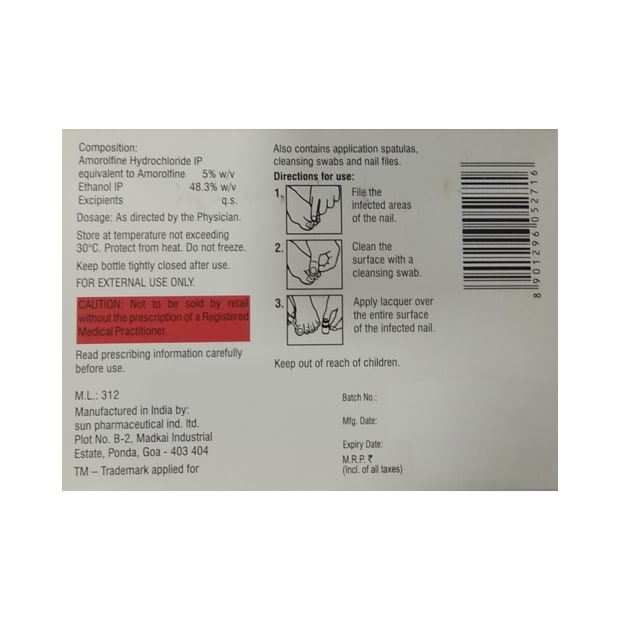 Composition:
Amorolfine Hydrochloride IP
equivalent to Amorolfine 5% w/v
Ethanol IP 48.3% w/v
Excipients q.s.
Dosage: As directed by the Physician.
Store at temperature not exceeding
30°C. Protect from heat. Do not freeze.
Keep bottle tightly closed after use.
FOR EXTERNAL USE ONLY.
CAUTION: Not to be sold by retail
without the prescription of a Registered
Medical Practitioner.
Read prescribing information carefully
before use.
M.L.: 312
Manufactured in India by:
sun pharmaceutical ind. ltd.
Plot No. B-2, Madkai Industrial
Estate, Ponda, Goa - 403 404
TM – Trademark applied for
Also contains application spatulas,
cleansing swabs and nail files.
Directions for use:
1. File the
infected areas
of the nail.
2. Clean the
surface with a
cleansing swab.
3. Apply lacquer over
the entire surface
of the infected nail.
Keep out of reach of children.
Batch No.:
Mfg. Date:
Expiry Date:
M.R.P. ₹
(Incl. of all taxes)
8 901296 052716